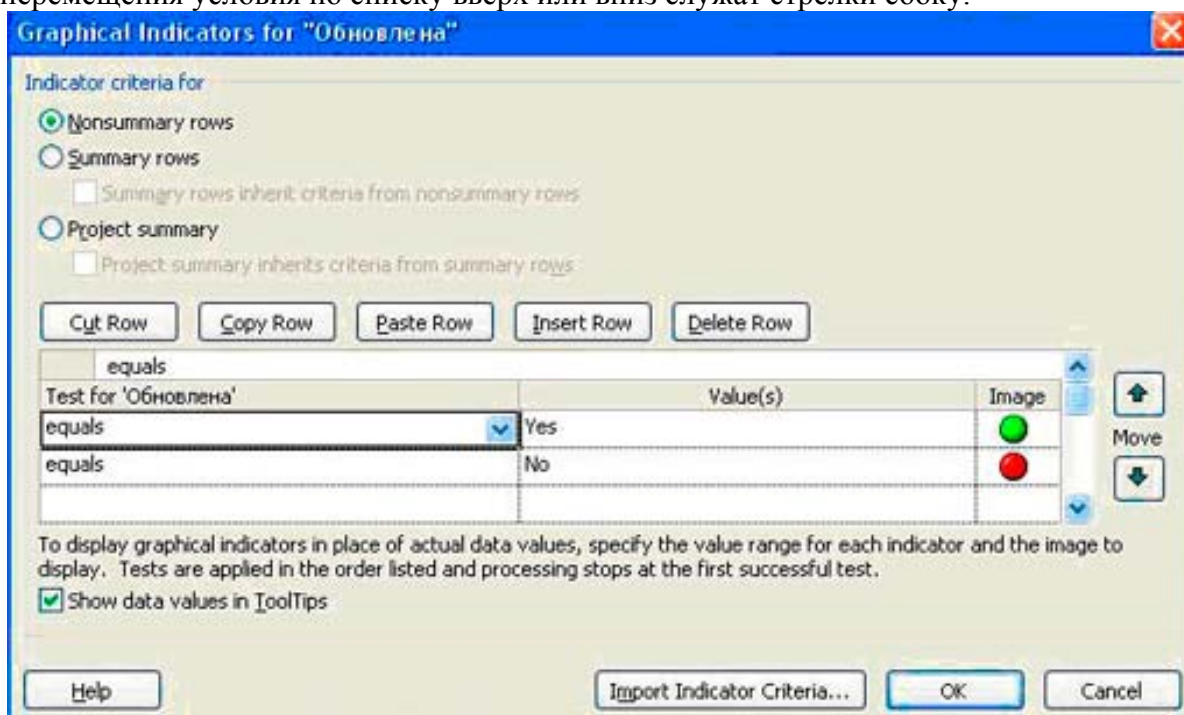 перемещения условия по списку вверх или вниз служат стрелки сбоку.
Graphical Indicators for "Обновлена"
Indicator criteria for
Nonsummary rows
Summary rows
Summary rows inherit criteria from nonsummary rows
Project summary
Project summary inherits criteria from summary rows
Cut Row Copy Row Paste Row Insert Row Delete Row
equals
Test for 'Обновлена' Value(s) Image
equals Yes
Move
equals No
To display graphical indicators in place of actual data values, specify the value range for each indicator and the image to
display. Tests are applied in the order listed and processing stops at the first successful test.
Show data values in ToolTips
Help Import Indicator Criteria... OK Cancel